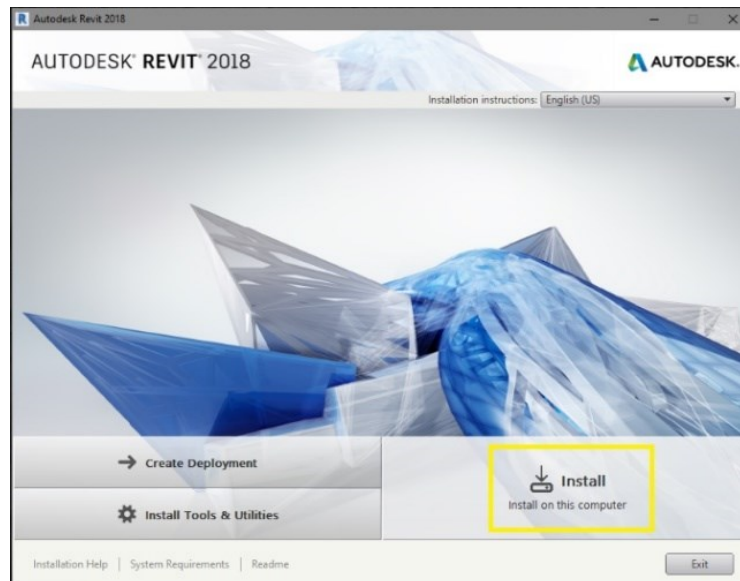 Autodesk Revit 2018
AUTODESK® REVIT® 2018
AUTODESK.
Installation instructions: English (US)
Create Deployment
Install Tools & Utilities
Install
Install on this computer
Installation Help | System Requirements | Readme
Exit